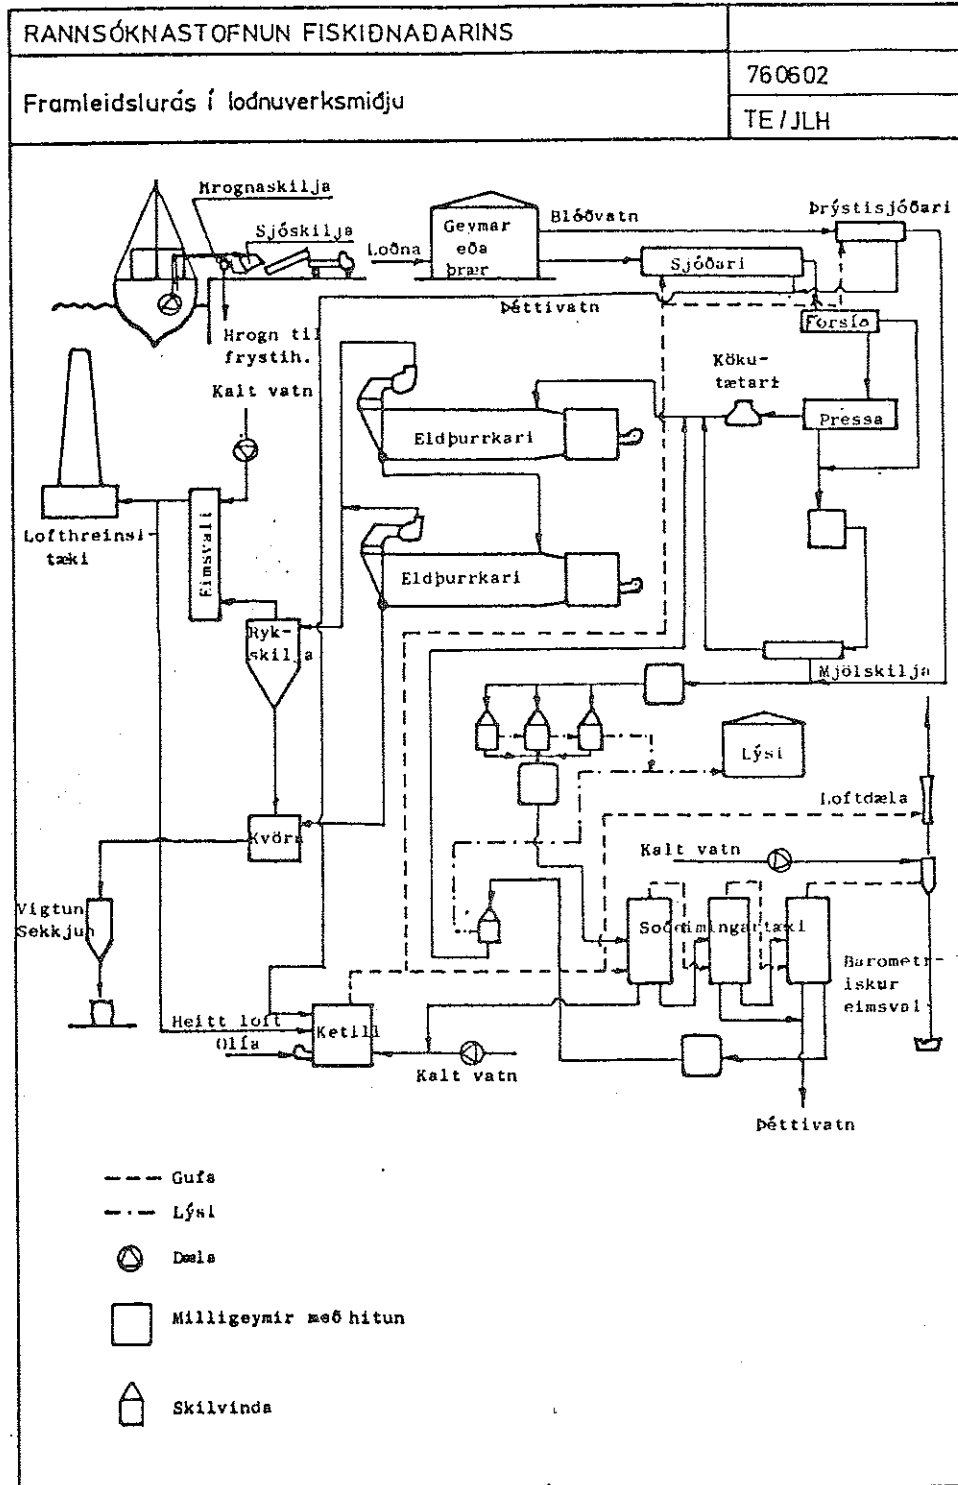 RANNSÓKNASTOFNUN FISKIÐNAÐARINS
760602
Framleidslurás í loðnuverksmiðju
TE/JLH
Hrognaskilja
Sjóskilja
Loðna
Geymar
eða
þrær
Blóðvatn
Þrýstisjóðari
Sjóðari
Þéttivatn
Forsía
Hrogn til
frystih.
Kalt vatn
Köku-
tætari
Pressa
Eldþurrkari
Lofthreinsi-
tæki
Eimsvali
Eldþurrkari
Ryk-
skilja
Mjölskilja
Lýsi
Loftdæla
Kvörn
Kalt vatn
Vigtun
Sekkjun
Soðeimingartæki
Barometr-
iskur
eimsval
Heitt loft
Olía
Ketill
Kalt vatn
Þéttivatn
Gufa
Lýsi
Dæla
Milligeymir með hitun
Skilvinda